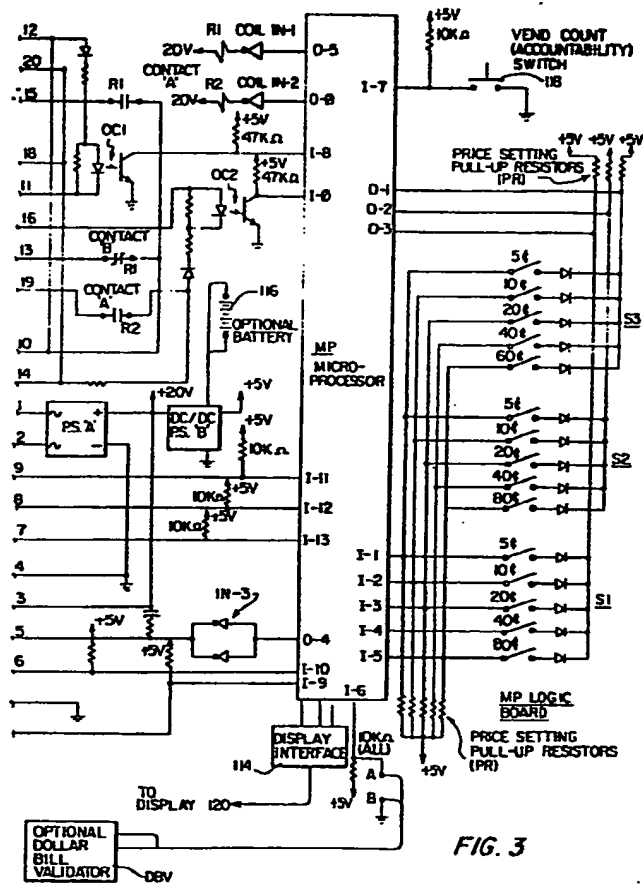 12
20
15
18
11
16
13
19
10
14
1
2
9
8
7
4
3
5
6
R1 COIL IN-1
20V
CONTACT "A"
R2 COIL IN-2
20V
R1
OC1
+5V
47KΩ
+5V
47KΩ
OC2
CONTACT "B"
R1
CONTACT "A"
R2
116
OPTIONAL BATTERY
+20V
P.S. "A"
+
−
DC/DC
P.S. "B"
+5V
+5V
10KΩ
+5V
10KΩ
+5V
10KΩ
+5V
+5V
1N-3
O-5
O-0
I-8
I-0
MP
MICRO-
PROCESSOR
I-11
I-12
I-13
O-4
I-10
I-9
I-7
O-1
O-2
O-3
I-1
I-2
I-3
I-4
I-5
I-6
+5V
10KΩ
VEND COUNT
(ACCOUNTABILITY)
SWITCH
118
+5V +5V +5V
PRICE SETTING
PULL-UP RESISTORS
(PR)
5¢
10¢
20¢
40¢
60¢
S3
5¢
10¢
20¢
40¢
80¢
S2
5¢
10¢
20¢
40¢
80¢
S1
MP LOGIC
BOARD
PRICE SETTING
PULL-UP RESISTORS
(PR)
+5V
DISPLAY
INTERFACE
114
10KΩ
(ALL)
A
B
+5V
TO
DISPLAY 120
OPTIONAL
DOLLAR
BILL
VALIDATOR
DBV
FIG. 3